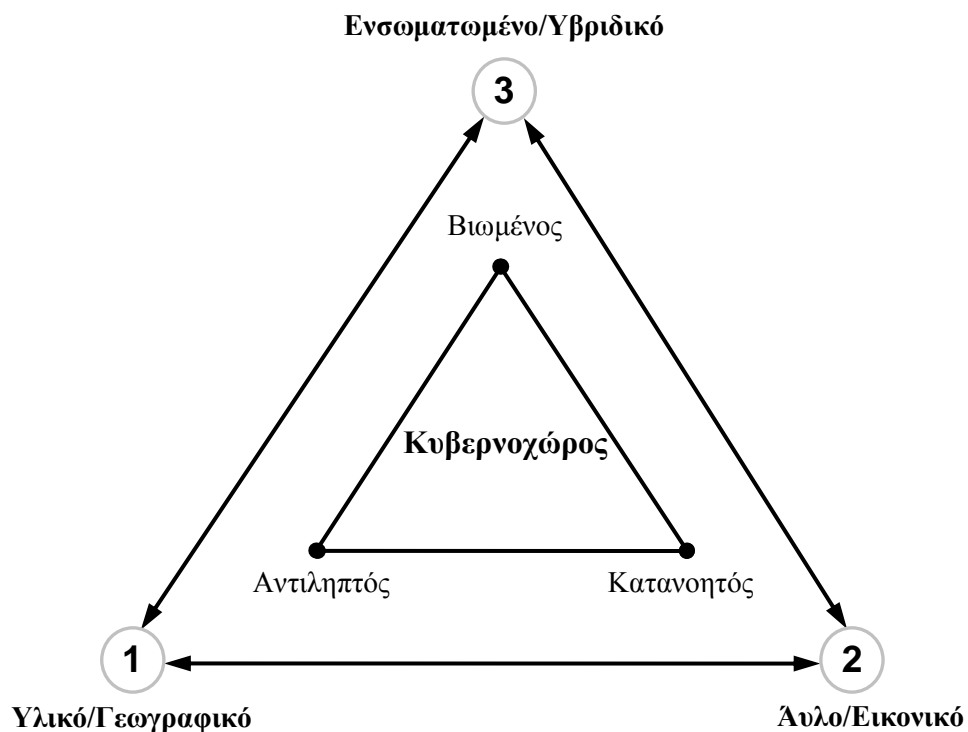 Ενσωματωμένο/Υβριδικό
3
Βιωμένος
Κυβερνοχώρος
Αντιληπτός
Κατανοητός
1
2
Υλικό/Γεωγραφικό
Άυλο/Εικονικό